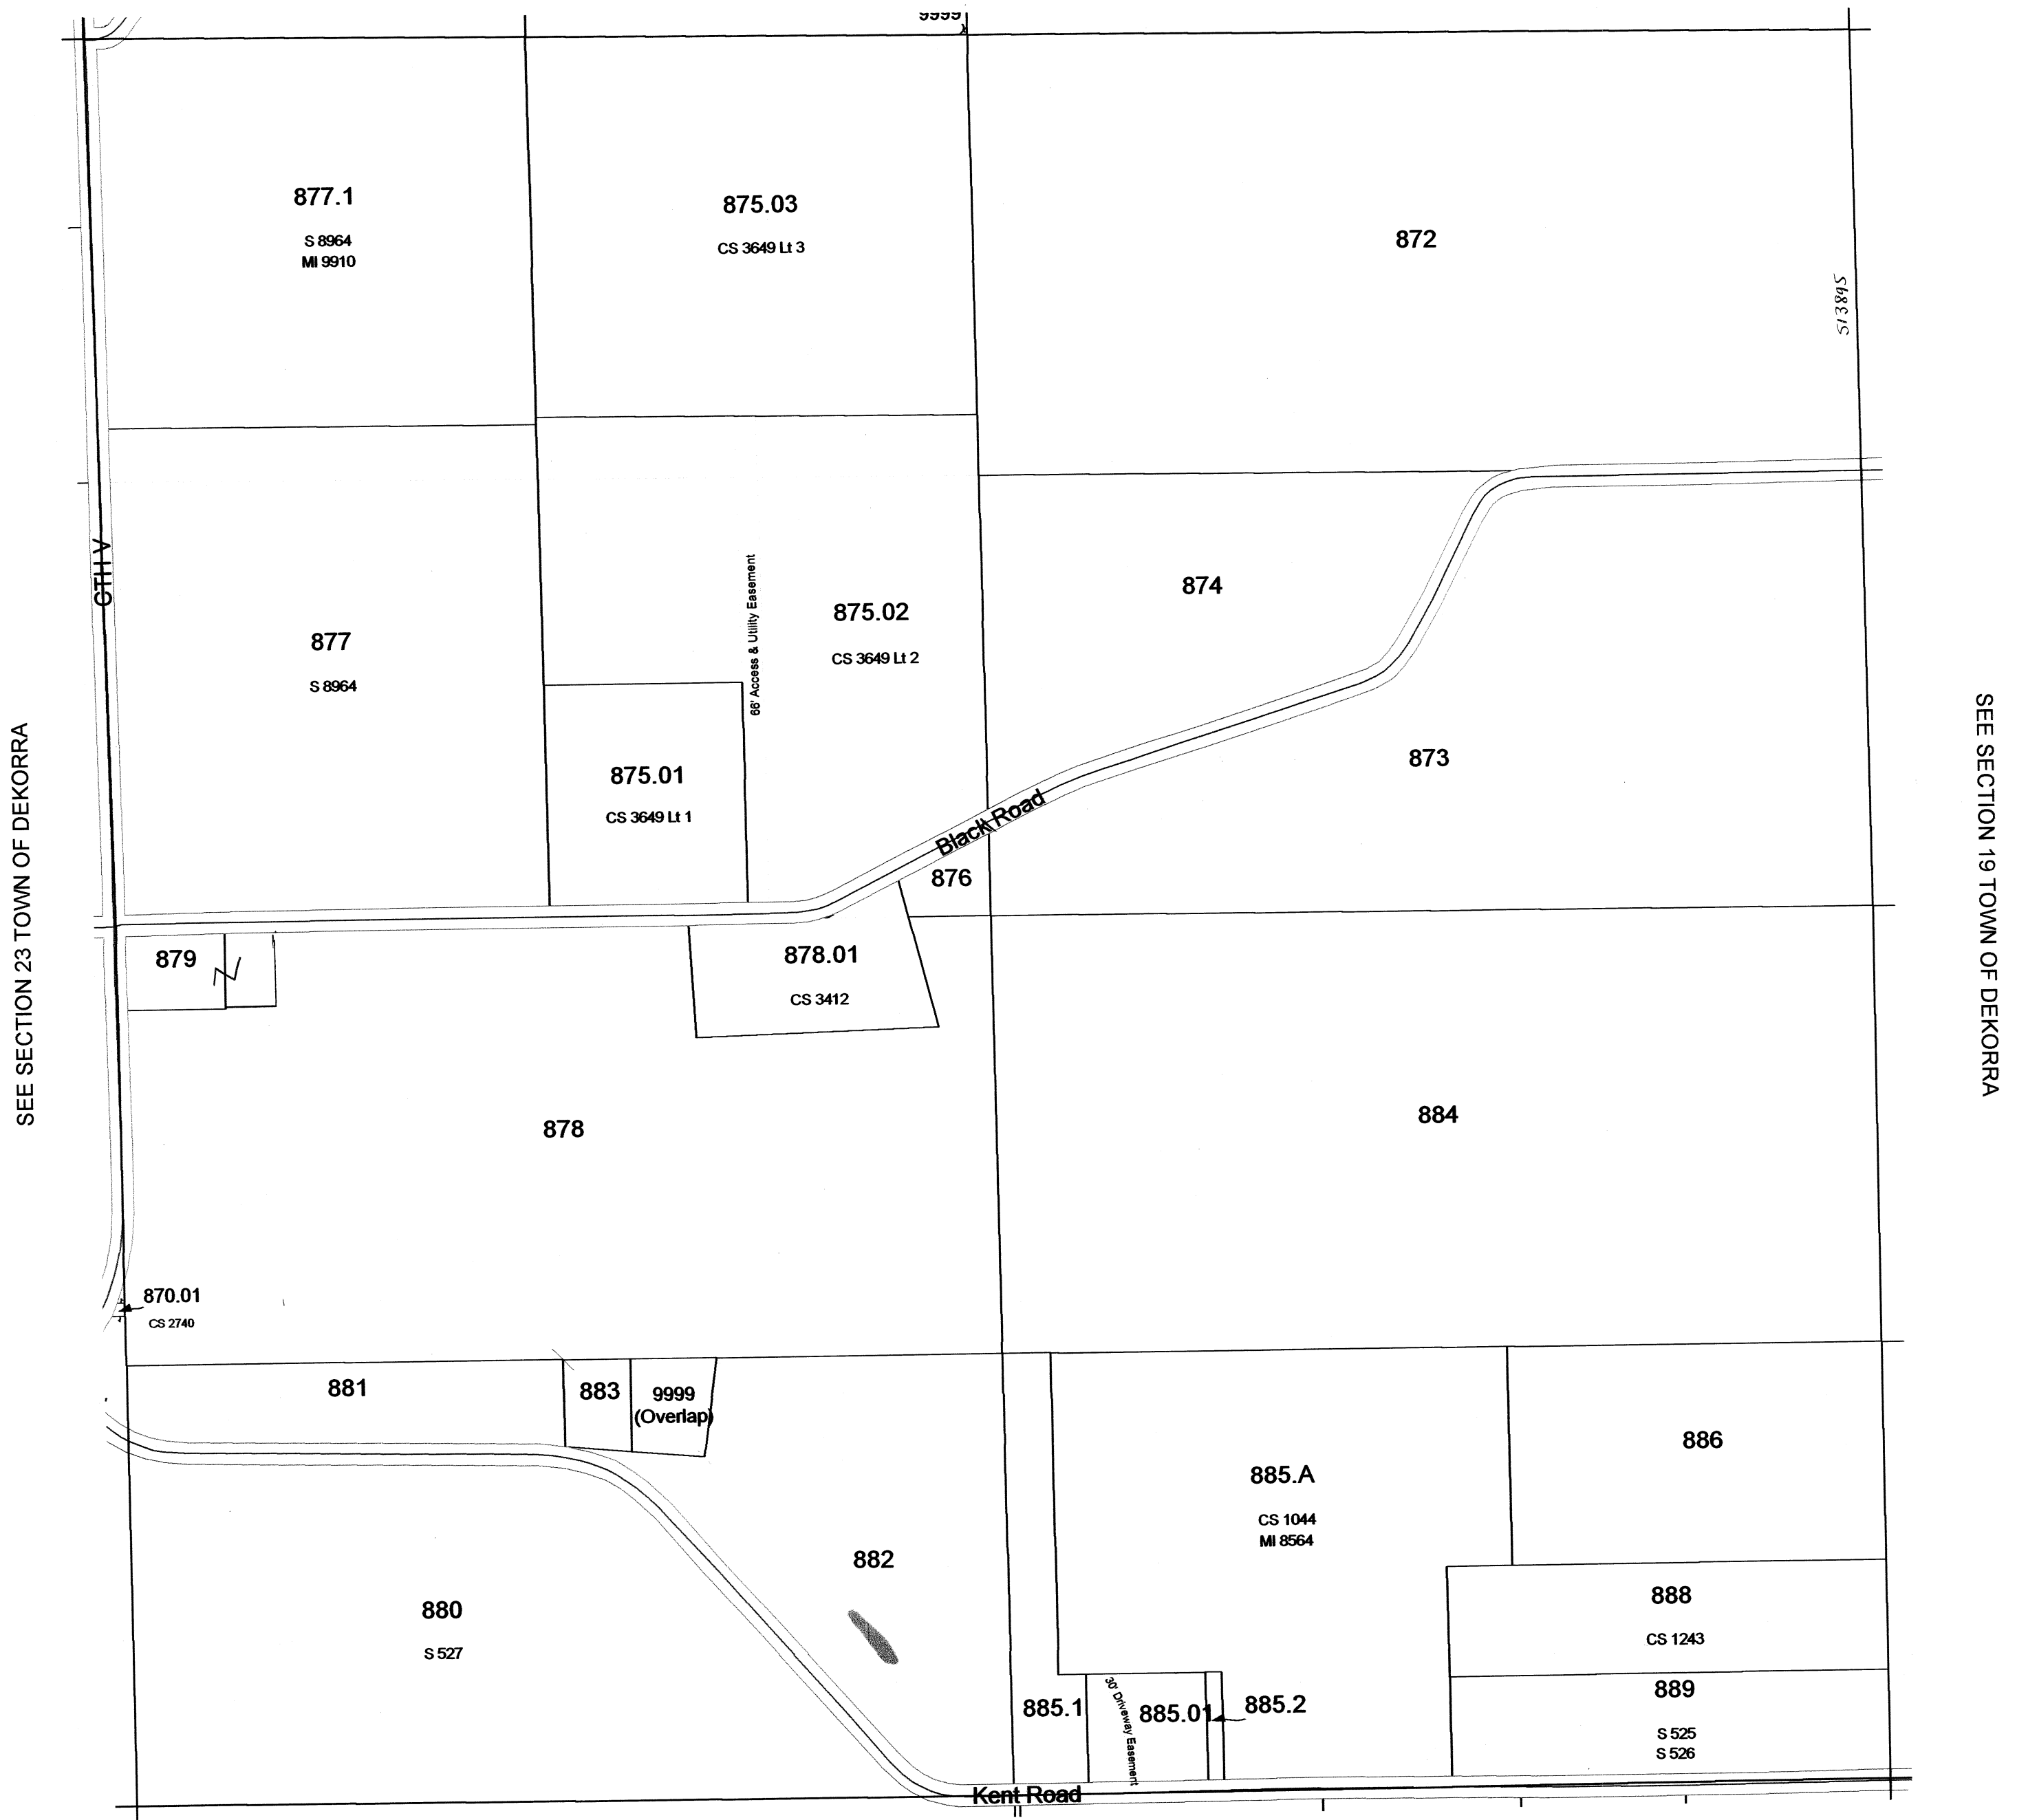 9999
877.1
S 8964
MI 9910
875.03
CS 3649 Lt 3
872
513895
CTH V
877
S 8964
66' Access & Utility Easement
875.02
CS 3649 Lt 2
874
875.01
CS 3649 Lt 1
873
Black Road
876
SEE SECTION 23 TOWN OF DEKORRA
SEE SECTION 19 TOWN OF DEKORRA
879
Z
878.01
CS 3412
878
884
870.01
CS 2740
881
883
9999
(Overlap)
886
885.A
CS 1044
MI 8564
882
880
S 527
888
CS 1243
885.1
30' Driveway Easement
885.01
885.2
889
S 525
S 526
Kent Road